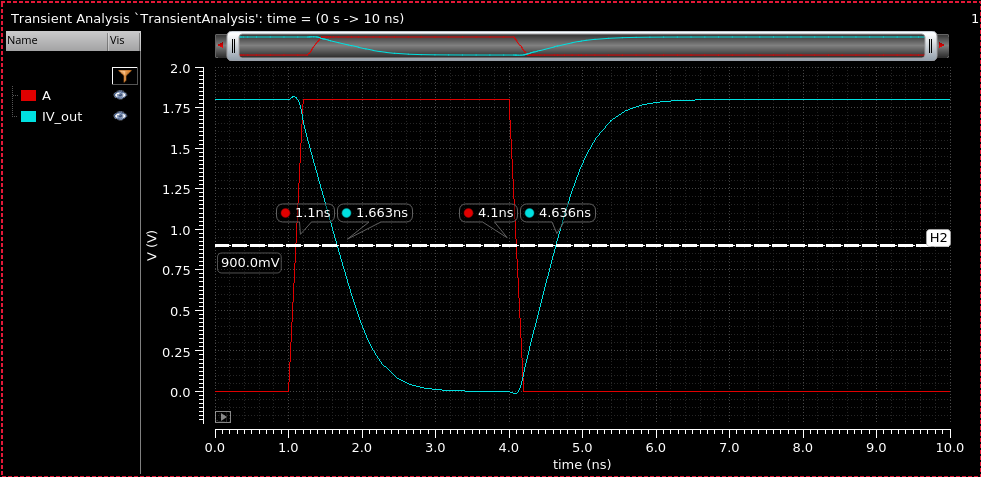 Transient Analysis `TransientAnalysis': time = (0 s -> 10 ns)
1
Name Vis
A
IV_out
2.0
1.75
1.5
1.25
1.0
0.75
0.5
0.25
0.0
V (V)
1.1ns 1.663ns 4.1ns 4.636ns
H2
900.0mV
0.0 1.0 2.0 3.0 4.0 5.0 6.0 7.0 8.0 9.0 10.0
time (ns)